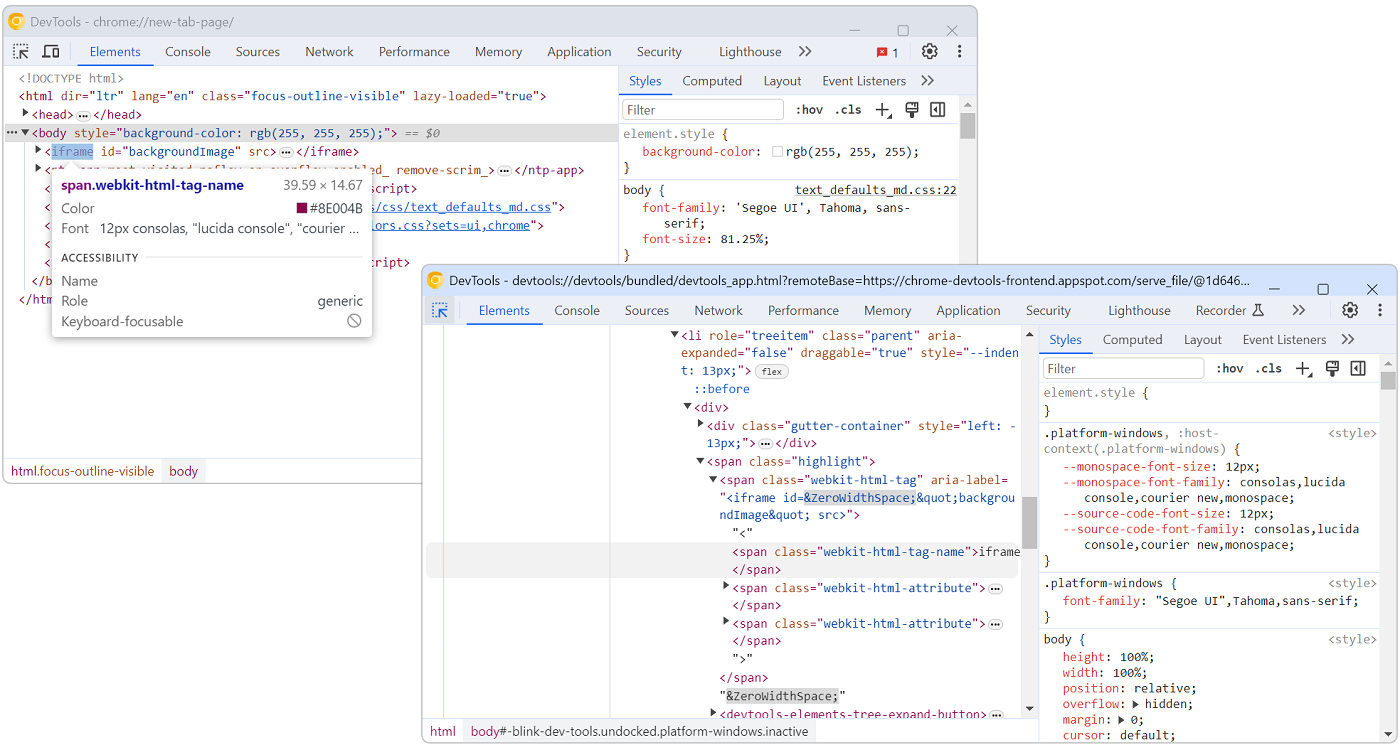 DevTools - chrome://new-tab-page/
Elements Console Sources Network Performance Memory Application Security Lighthouse 1
<!DOCTYPE html>
<html dir="ltr" lang="en" class="focus-outline-visible" lazy-loaded="true">
<head> … </head>
<body style="background-color: rgb(255, 255, 255);"> == $0
<iframe id="backgroundImage" src> … </iframe>
remove-scrim_> … </ntp-app>
<
script>
<
s/css/text_defaults_md.css">
<
lors.css?sets=ui,chrome">
<
<
cript>
</b
</htm
span.webkit-html-tag-name 39.59 × 14.67
Color #8E004B
Font 12px consolas, "lucida console", "courier ...
ACCESSIBILITY
Name
Role generic
Keyboard-focusable
html.focus-outline-visible body
Styles Computed Layout Event Listeners
Filter :hov .cls
element.style {
background-color: rgb(255, 255, 255);
}
body { text_defaults_md.css:22
font-family: 'Segoe UI', Tahoma, sans-
serif;
font-size: 81.25%;
}
DevTools - devtools://devtools/bundled/devtools_app.html?remoteBase=https://chrome-devtools-frontend.appspot.com/serve_file/@1d646...
Elements Console Sources Network Performance Memory Application Security Lighthouse Recorder
<li role="treeitem" class="parent" aria-
expanded="false" draggable="true" style="--inden
t: 13px;"> flex
::before
<div>
<div class="gutter-container" style="left: -
13px;"> … </div>
<span class="highlight">
<span class="webkit-html-tag" aria-label=
"<iframe id=&ZeroWidthSpace;&quot;backgrou
ndImage&quot; src>">
"<"
<span class="webkit-html-tag-name">iframe
</span>
<span class="webkit-html-attribute"> …
</span>
<span class="webkit-html-attribute"> …
</span>
">"
</span>
"&ZeroWidthSpace;"
<devtools-elements-tree-expand-button> …
html body#-blink-dev-tools.undocked.platform-windows.inactive
Styles Computed Layout Event Listeners
Filter :hov .cls
element.style {
}
.platform-windows, :host- <style>
context(.platform-windows) {
--monospace-font-size: 12px;
--monospace-font-family: consolas,lucida
console,courier new,monospace;
--source-code-font-size: 12px;
--source-code-font-family: consolas,lucida
console,courier new,monospace;
}
.platform-windows { <style>
font-family: "Segoe UI",Tahoma,sans-serif;
}
body { <style>
height: 100%;
width: 100%;
position: relative;
overflow: hidden;
margin: 0;
cursor: default;